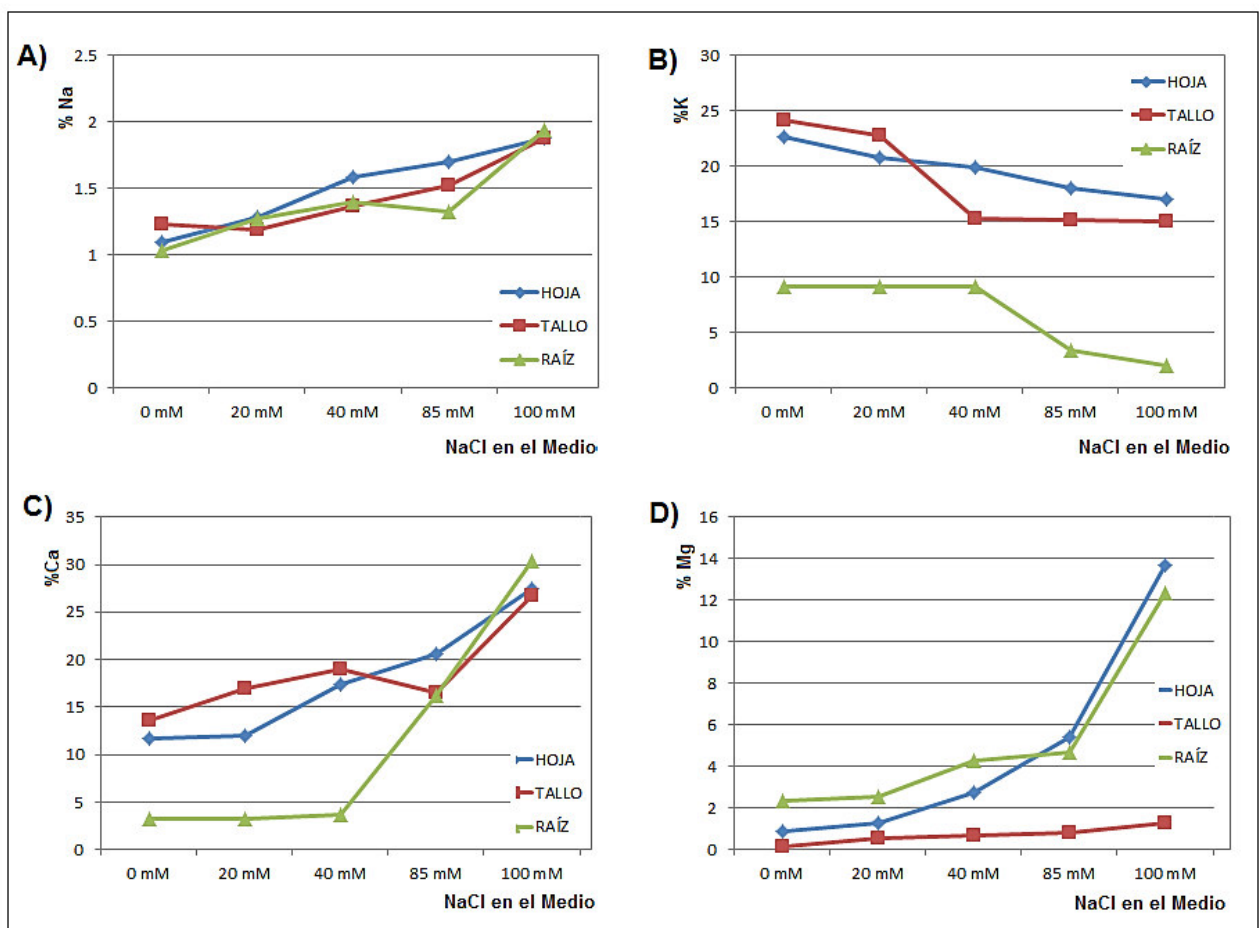 A)
% Na
2.5
2
1.5
1
0.5
0
HOJA
TALLO
RAÍZ
0 mM 20 mM 40 mM 85 mM 100 mM
NaCl en el Medio
B)
%K
30
25
20
15
10
5
0
HOJA
TALLO
RAÍZ
0 mM 20 mM 40 mM 85 mM 100 mM
NaCl en el Medio
C)
%Ca
35
30
25
20
15
10
5
0
HOJA
TALLO
RAÍZ
0 mM 20 mM 40 mM 85 mM 100 mM
NaCl en el Medio
D)
% Mg
16
14
12
10
8
6
4
2
0
HOJA
TALLO
RAÍZ
0 mM 20 mM 40 mM 85 mM 100 mM
NaCl en el Medio